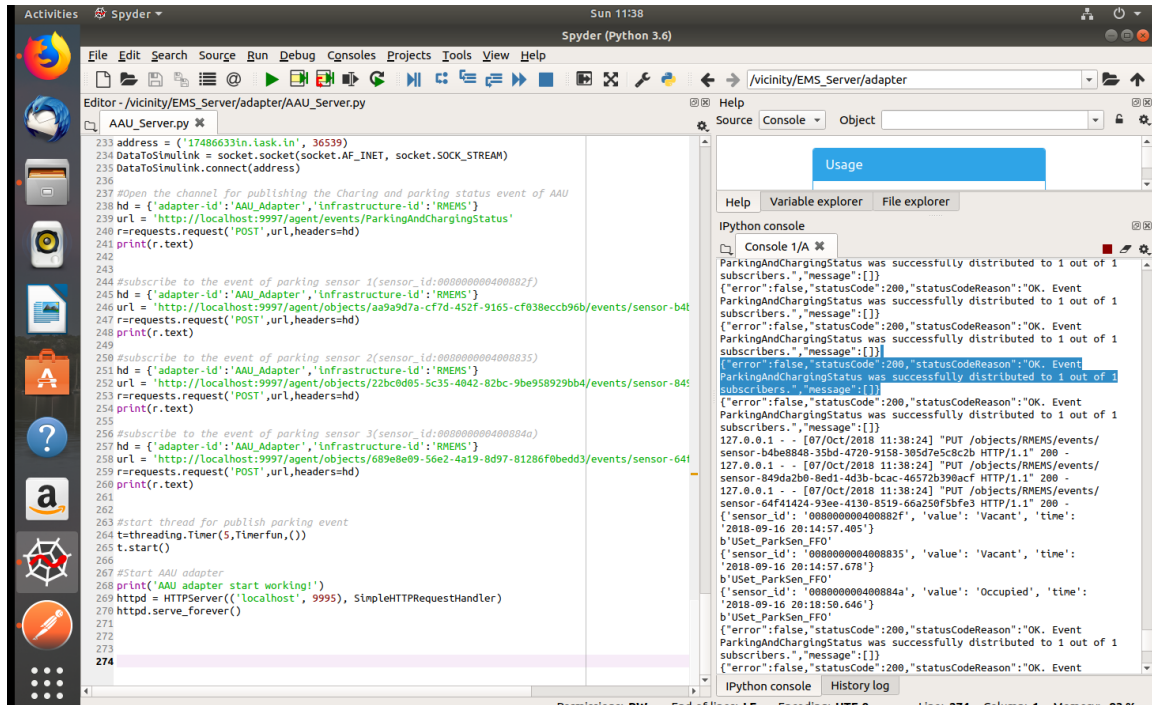 Activities Spyder Sun 11:38
Spyder (Python 3.6)
File Edit Search Source Run Debug Consoles Projects Tools View Help
/vicinity/EMS_Server/adapter
Editor - /vicinity/EMS_Server/adapter/AAU_Server.py
AAU_Server.py
233 address = ('17486633in.iask.in', 36539)
234 DataToSimulink = socket.socket(socket.AF_INET, socket.SOCK_STREAM)
235 DataToSimulink.connect(address)
236
237 #Open the channel for publishing the Charing and parking status event of AAU
238 hd = {'adapter-id':'AAU_Adapter','infrastructure-id':'RMEMS'}
239 url = 'http://localhost:9997/agent/events/ParkingAndChargingStatus'
240 r=requests.request('POST',url,headers=hd)
241 print(r.text)
242
243
244 #subscribe to the event of parking sensor 1(sensor_id:008000000400882f)
245 hd = {'adapter-id':'AAU_Adapter','infrastructure-id':'RMEMS'}
246 url = 'http://localhost:9997/agent/objects/aa9a9d7a-cf7d-452f-9165-cf038eccb96b/events/sensor-b4b
247 r=requests.request('POST',url,headers=hd)
248 print(r.text)
249
250 #subscribe to the event of parking sensor 2(sensor_id:0080000004008835)
251 hd = {'adapter-id':'AAU_Adapter','infrastructure-id':'RMEMS'}
252 url = 'http://localhost:9997/agent/objects/22bc0d05-5c35-4042-82bc-9be958929bb4/events/sensor-849
253 r=requests.request('POST',url,headers=hd)
254 print(r.text)
255
256 #subscribe to the event of parking sensor 3(sensor_id:008000000400884a)
257 hd = {'adapter-id':'AAU_Adapter','infrastructure-id':'RMEMS'}
258 url = 'http://localhost:9997/agent/objects/689e8e09-56e2-4a19-8d97-81286f0bedd3/events/sensor-64f
259 r=requests.request('POST',url,headers=hd)
260 print(r.text)
261
262
263 #start thread for publish parking event
264 t=threading.Timer(5,Timerfun,())
265 t.start()
266
267 #Start AAU adapter
268 print('AAU adapter start working!')
269 httpd = HTTPServer(('localhost', 9995), SimpleHTTPRequestHandler)
270 httpd.serve_forever()
271
272
273
274
Help
Source Console Object
Usage
Help Variable explorer File explorer
IPython console
Console 1/A
ParkingAndChargingStatus was successfully distributed to 1 out of 1
subscribers.","message":[]}
{"error":false,"statusCode":200,"statusCodeReason":"OK. Event
ParkingAndChargingStatus was successfully distributed to 1 out of 1
subscribers.","message":[]}
{"error":false,"statusCode":200,"statusCodeReason":"OK. Event
ParkingAndChargingStatus was successfully distributed to 1 out of 1
subscribers.","message":[]}
{"error":false,"statusCode":200,"statusCodeReason":"OK. Event
ParkingAndChargingStatus was successfully distributed to 1 out of 1
subscribers.","message":[]}
{"error":false,"statusCode":200,"statusCodeReason":"OK. Event
ParkingAndChargingStatus was successfully distributed to 1 out of 1
subscribers.","message":[]}
127.0.0.1 - - [07/Oct/2018 11:38:24] "PUT /objects/RMEMS/events/
sensor-b4be8848-35bd-4720-9158-305d7e5c8c2b HTTP/1.1" 200 -
127.0.0.1 - - [07/Oct/2018 11:38:24] "PUT /objects/RMEMS/events/
sensor-849da2b0-8ed1-4d3b-bcac-46572b390acf HTTP/1.1" 200 -
127.0.0.1 - - [07/Oct/2018 11:38:24] "PUT /objects/RMEMS/events/
sensor-64f41424-93ee-4130-8519-66a250f5bfe3 HTTP/1.1" 200 -
{'sensor_id': '008000000400882f', 'value': 'Vacant', 'time':
'2018-09-16 20:14:57.405'}
b'USet_ParkSen_FFO'
{'sensor_id': '0080000004008835', 'value': 'Vacant', 'time':
'2018-09-16 20:14:57.678'}
b'USet_ParkSen_FFO'
{'sensor_id': '008000000400884a', 'value': 'Occupied', 'time':
'2018-09-16 20:18:50.646'}
b'USet_ParkSen_FFO'
{"error":false,"statusCode":200,"statusCodeReason":"OK. Event
ParkingAndChargingStatus was successfully distributed to 1 out of 1
subscribers.","message":[]}
{"error":false,"statusCode":200,"statusCodeReason":"OK. Event
IPython console History log